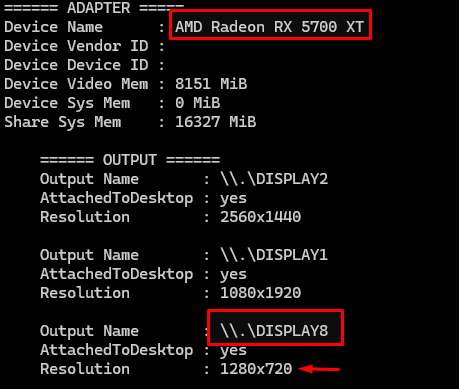 ====== ADAPTER =====
Device Name : AMD Radeon RX 5700 XT
Device Vendor ID :
Device Device ID :
Device Video Mem : 8151 MiB
Device Sys Mem : 0 MiB
Share Sys Mem : 16327 MiB
====== OUTPUT ======
Output Name : \\.\DISPLAY2
AttachedToDesktop : yes
Resolution : 2560x1440
Output Name : \\.\DISPLAY1
AttachedToDesktop : yes
Resolution : 1080x1920
Output Name : \\.\DISPLAY8
AttachedToDesktop : yes
Resolution : 1280x720